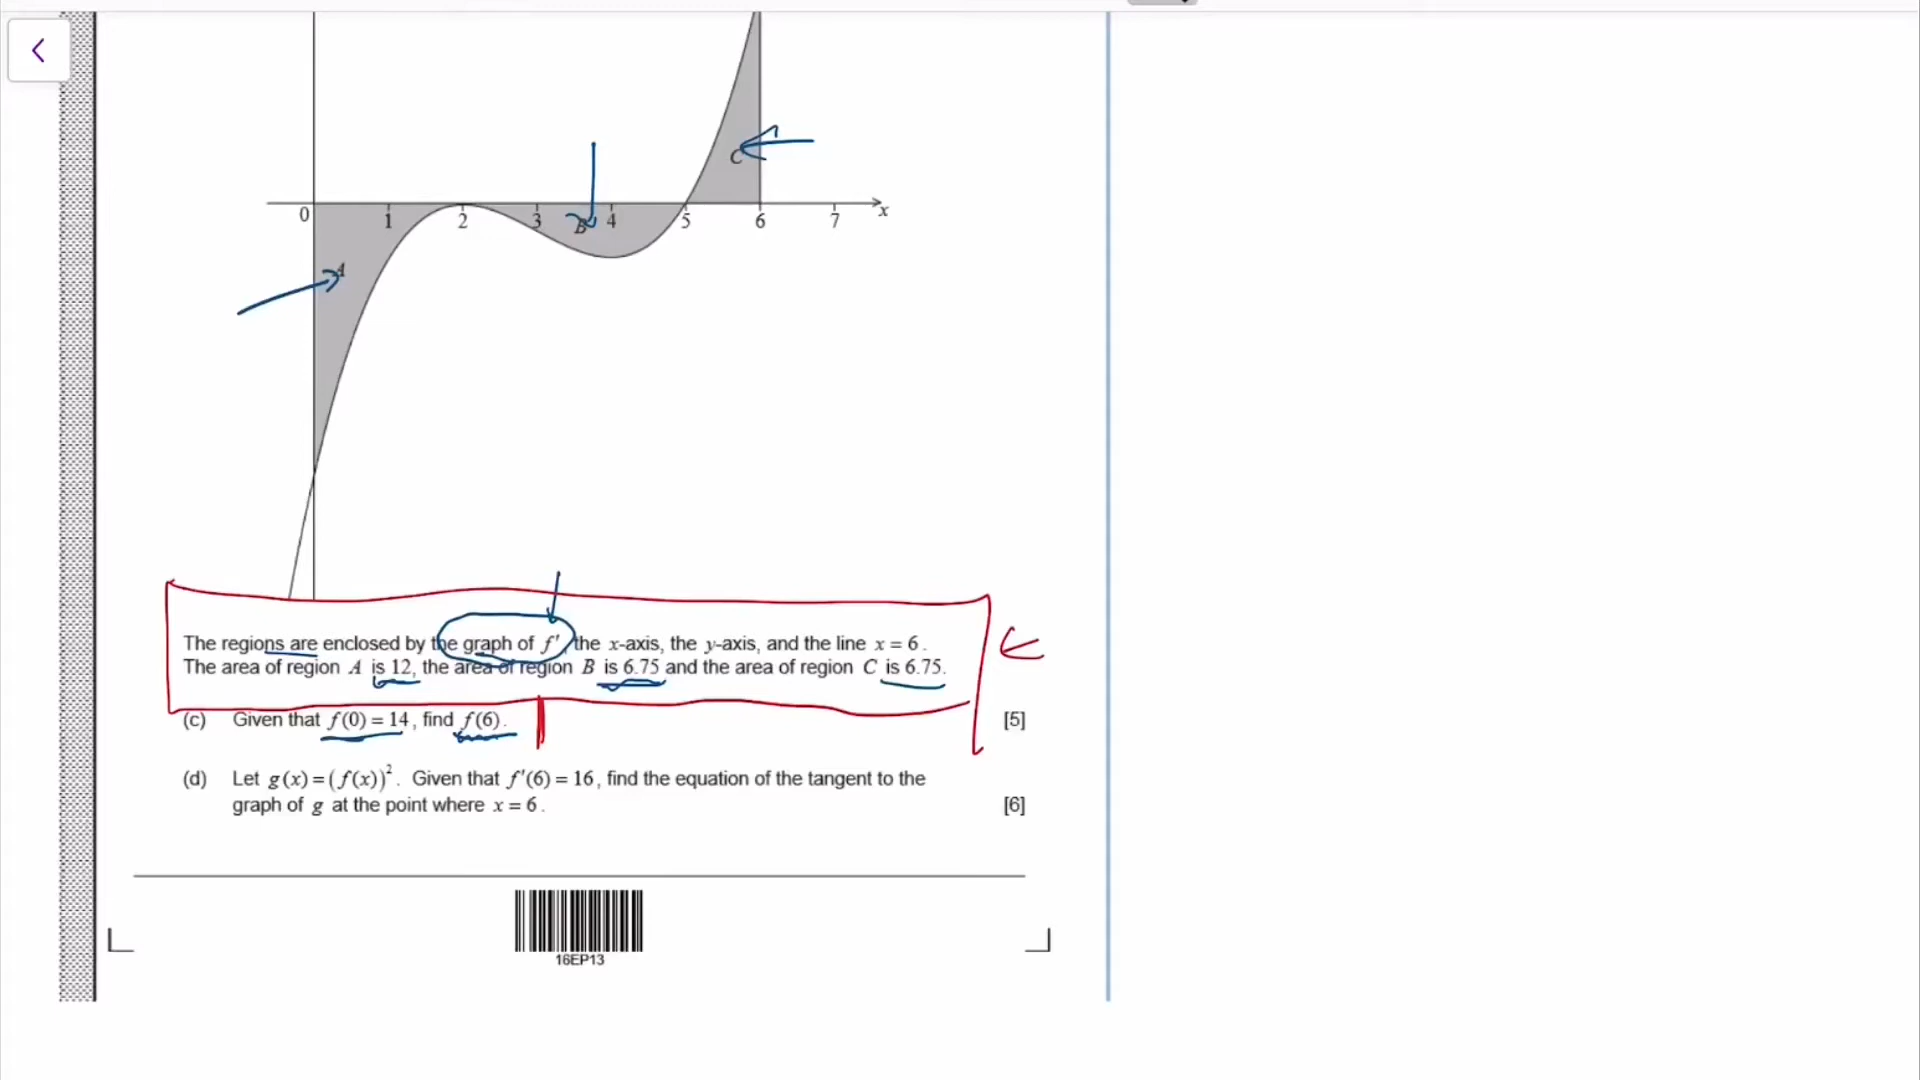 C
0 1 2 3 B 4 5 6 7 x
A
The regions are enclosed by the graph of f′, the x-axis, the y-axis, and the line x = 6.
The area of region A is 12, the area of region B is 6.75 and the area of region C is 6.75.
(c) Given that f(0) = 14, find f(6). [5]
(d) Let g(x) = (f(x))². Given that f′(6) = 16, find the equation of the tangent to the
graph of g at the point where x = 6. [6]
16EP13